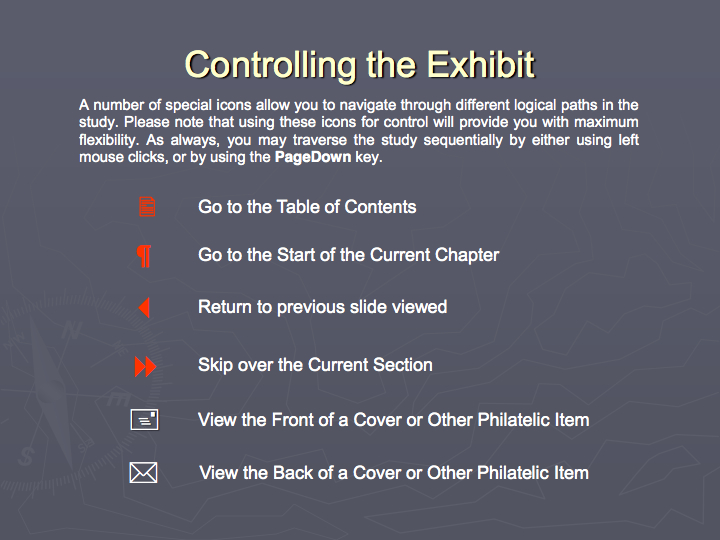 Controlling the Exhibit
A number of special icons allow you to navigate through different logical paths in the
study. Please note that using these icons for control will provide you with maximum
flexibility. As always, you may traverse the study sequentially by either using left
mouse clicks, or by using the PageDown key.
Go to the Table of Contents
¶ Go to the Start of the Current Chapter
Return to previous slide viewed
Skip over the Current Section
View the Front of a Cover or Other Philatelic Item
View the Back of a Cover or Other Philatelic Item
N
E
S